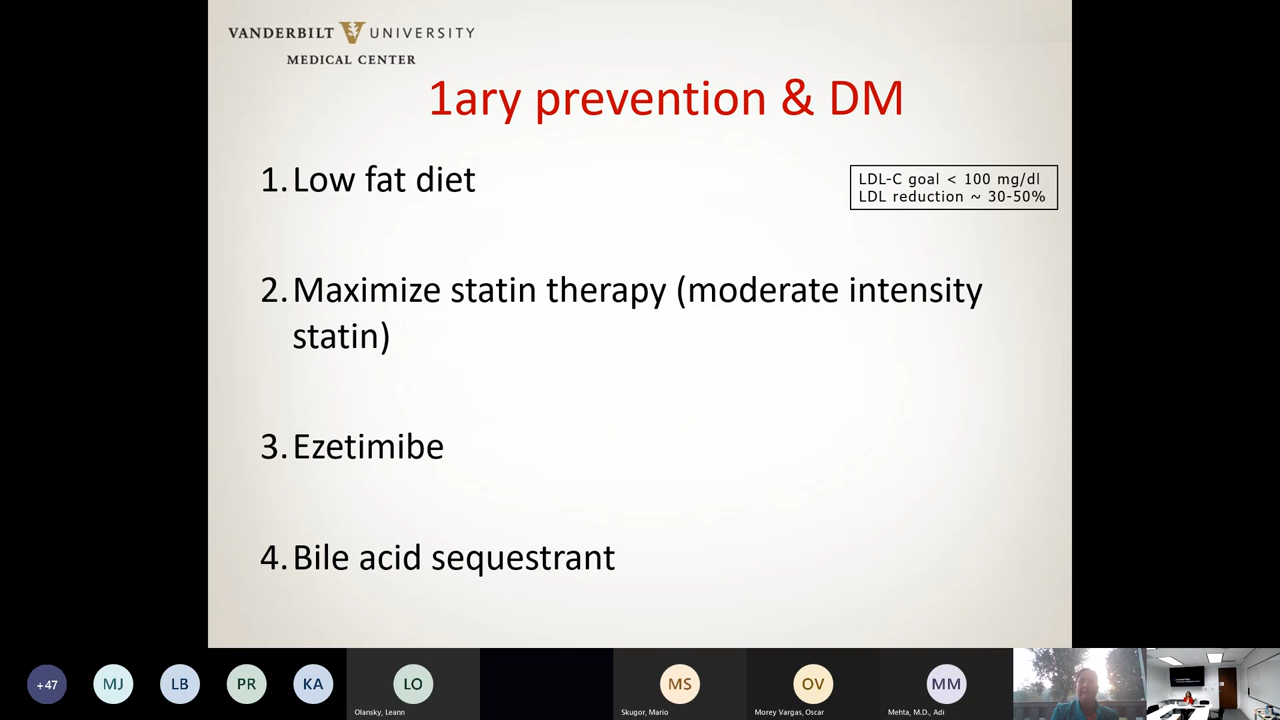 VANDERBILT UNIVERSITY
MEDICAL CENTER
1ary prevention & DM
1. Low fat diet
LDL-C goal < 100 mg/dl
LDL reduction ~ 30-50%
2. Maximize statin therapy (moderate intensity
statin)
3. Ezetimibe
4. Bile acid sequestrant
+47
MJ
LB
PR
KA
LO
MS
OV
MM
Olansky, Leann
Skugor, Mario
Morey Vargas, Oscar
Mehta, M.D., Adi